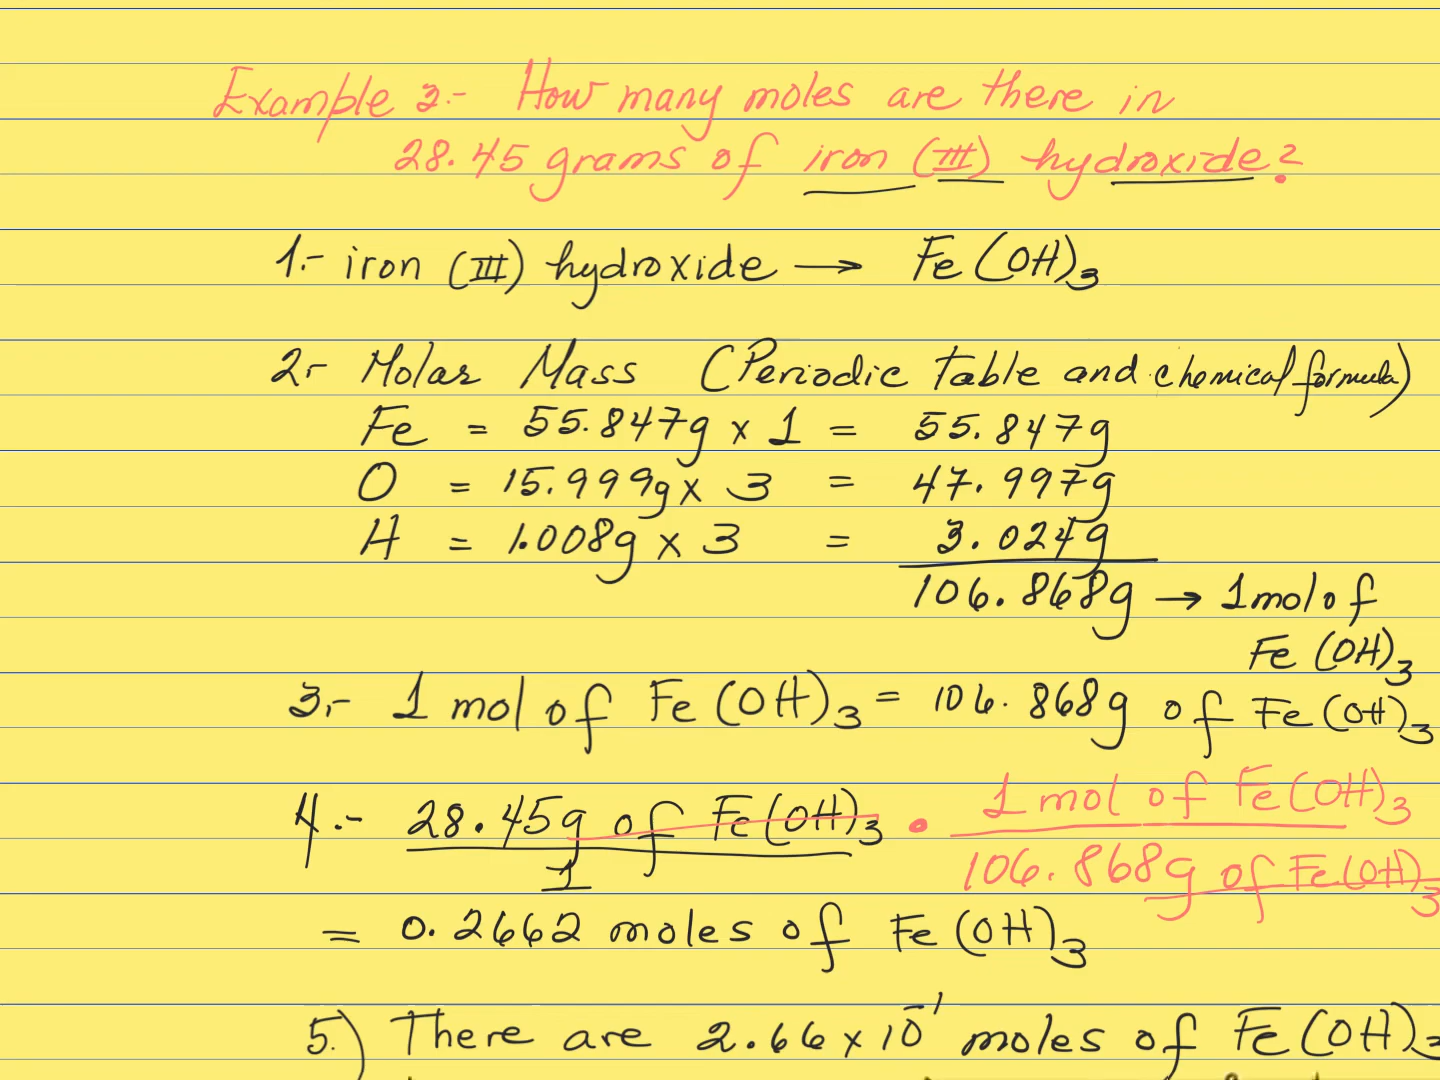 Example 2.- How many moles are there in
28.45 grams of iron (III) hydroxide?
1.- iron (III) hydroxide → Fe(OH)₃
2.- Molar Mass (Periodic Table and chemical formula)
Fe = 55.847g x 1 = 55.847g
O = 15.999g x 3 = 47.997g
H = 1.008g x 3 = 3.024g
106.868g → 1 mol of
Fe(OH)₃
3.- 1 mol of Fe(OH)₃ = 106.868g of Fe(OH)₃
4.- 28.45g of Fe(OH)₃ • 1 mol of Fe(OH)₃
1 106.868g of Fe(OH)₃
= 0.2662 moles of Fe(OH)₃
5.) There are 2.66 x 10⁻¹ moles of Fe(OH)₃